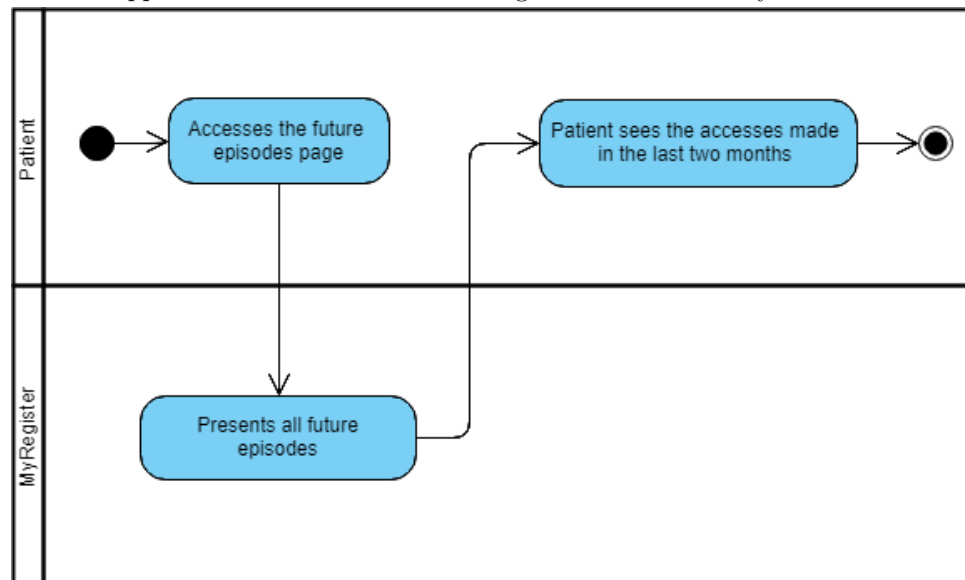 Patient
Accesses the future
episodes page
Patient sees the accesses made
in the last two months
MyRegister
Presents all future
episodes